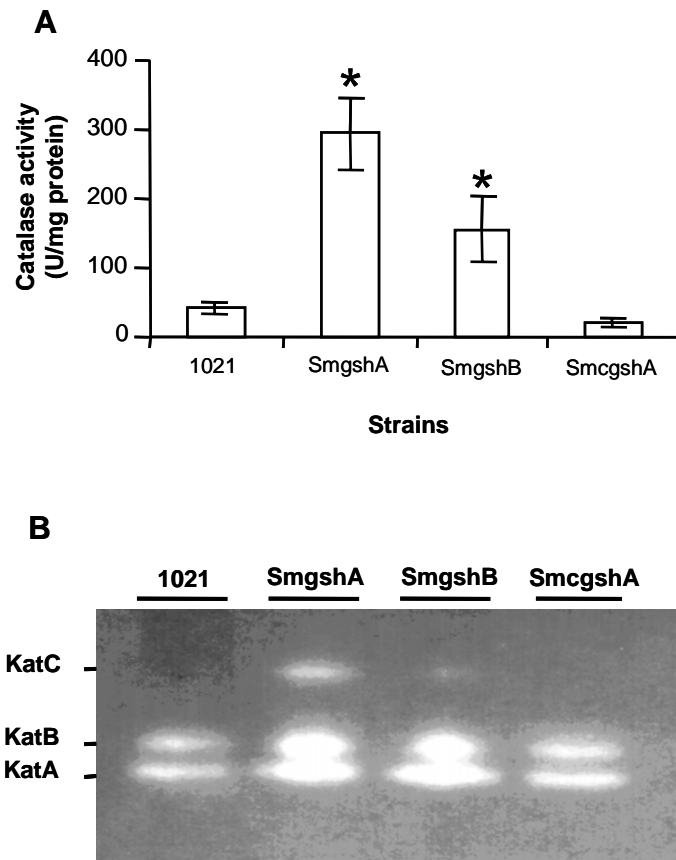 A
Catalase activity
(U/mg protein)
400
300
200
100
0
*
*
1021 SmgshA SmgshB SmcgshA
Strains
B
1021 SmgshA SmgshB SmcgshA
KatC
KatB
KatA